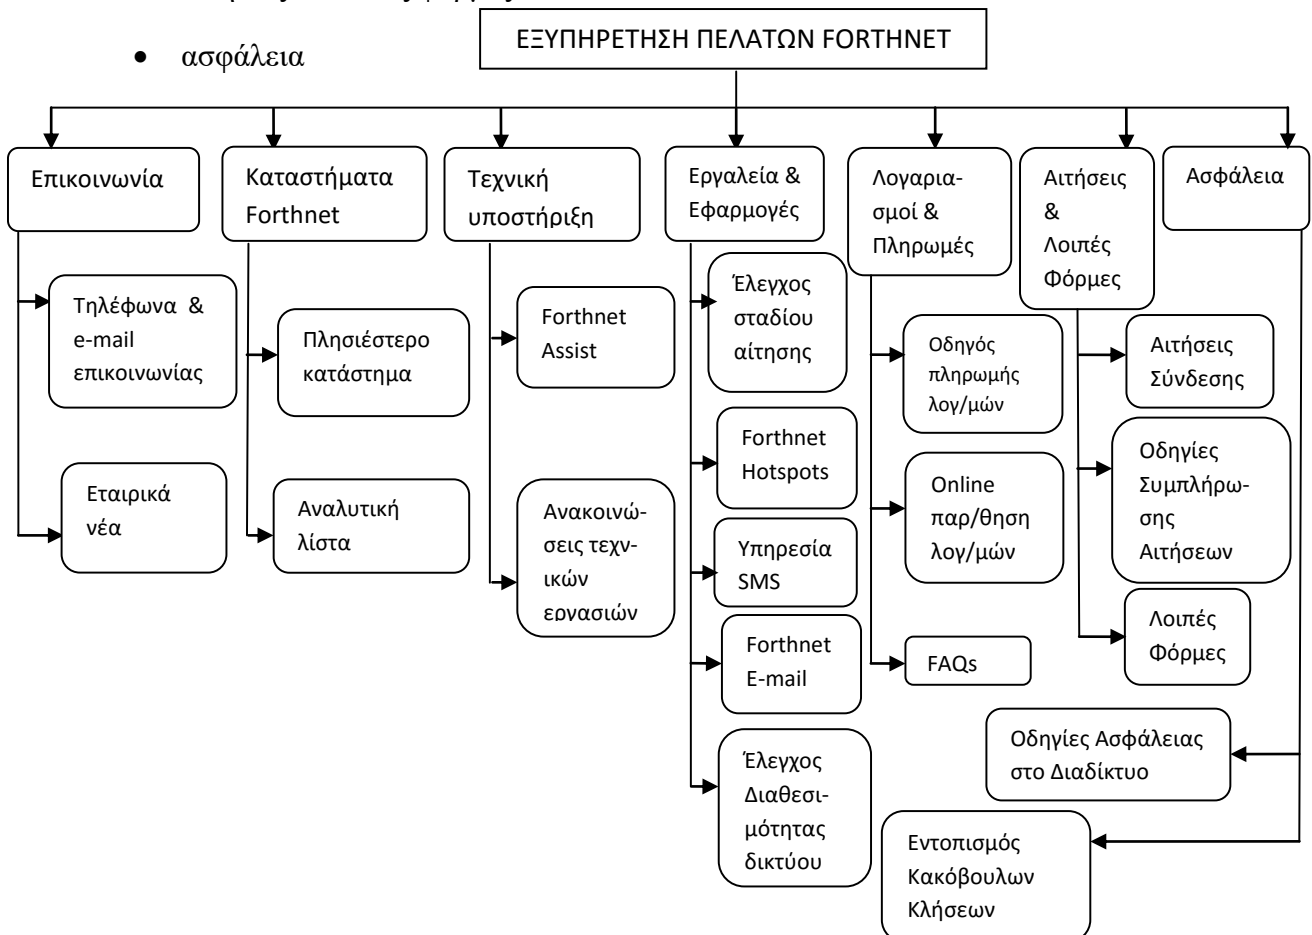 • ασφάλεια
ΕΞΥΠΗΡΕΤΗΣΗ ΠΕΛΑΤΩΝ FORTHNET
Επικοινωνία
Τηλέφωνα &
e-mail
επικοινωνίας
Εταιρικά
νέα
Καταστήματα
Forthnet
Πλησιέστερο
κατάστημα
Αναλυτική
λίστα
Τεχνική
υποστήριξη
Forthnet
Assist
Ανακοινώ-
σεις τεχν-
ικών
εργασιών
Εργαλεία &
Εφαρμογές
Έλεγχος
σταδίου
αίτησης
Forthnet
Hotspots
Υπηρεσία
SMS
Forthnet
E-mail
Έλεγχος
Διαθεσι-
μότητας
δικτύου
Λογαρια-
σμοί &
Πληρωμές
Οδηγός
πληρωμής
λογ/μών
Online
παρ/θηση
λογ/μών
FAQs
Αιτήσεις
&
Λοιπές
Φόρμες
Αιτήσεις
Σύνδεσης
Οδηγίες
Συμπλήρω-
σης
Αιτήσεων
Λοιπές
Φόρμες
Ασφάλεια
Οδηγίες Ασφάλειας
στο Διαδίκτυο
Εντοπισμός
Κακόβουλων
Κλήσεων